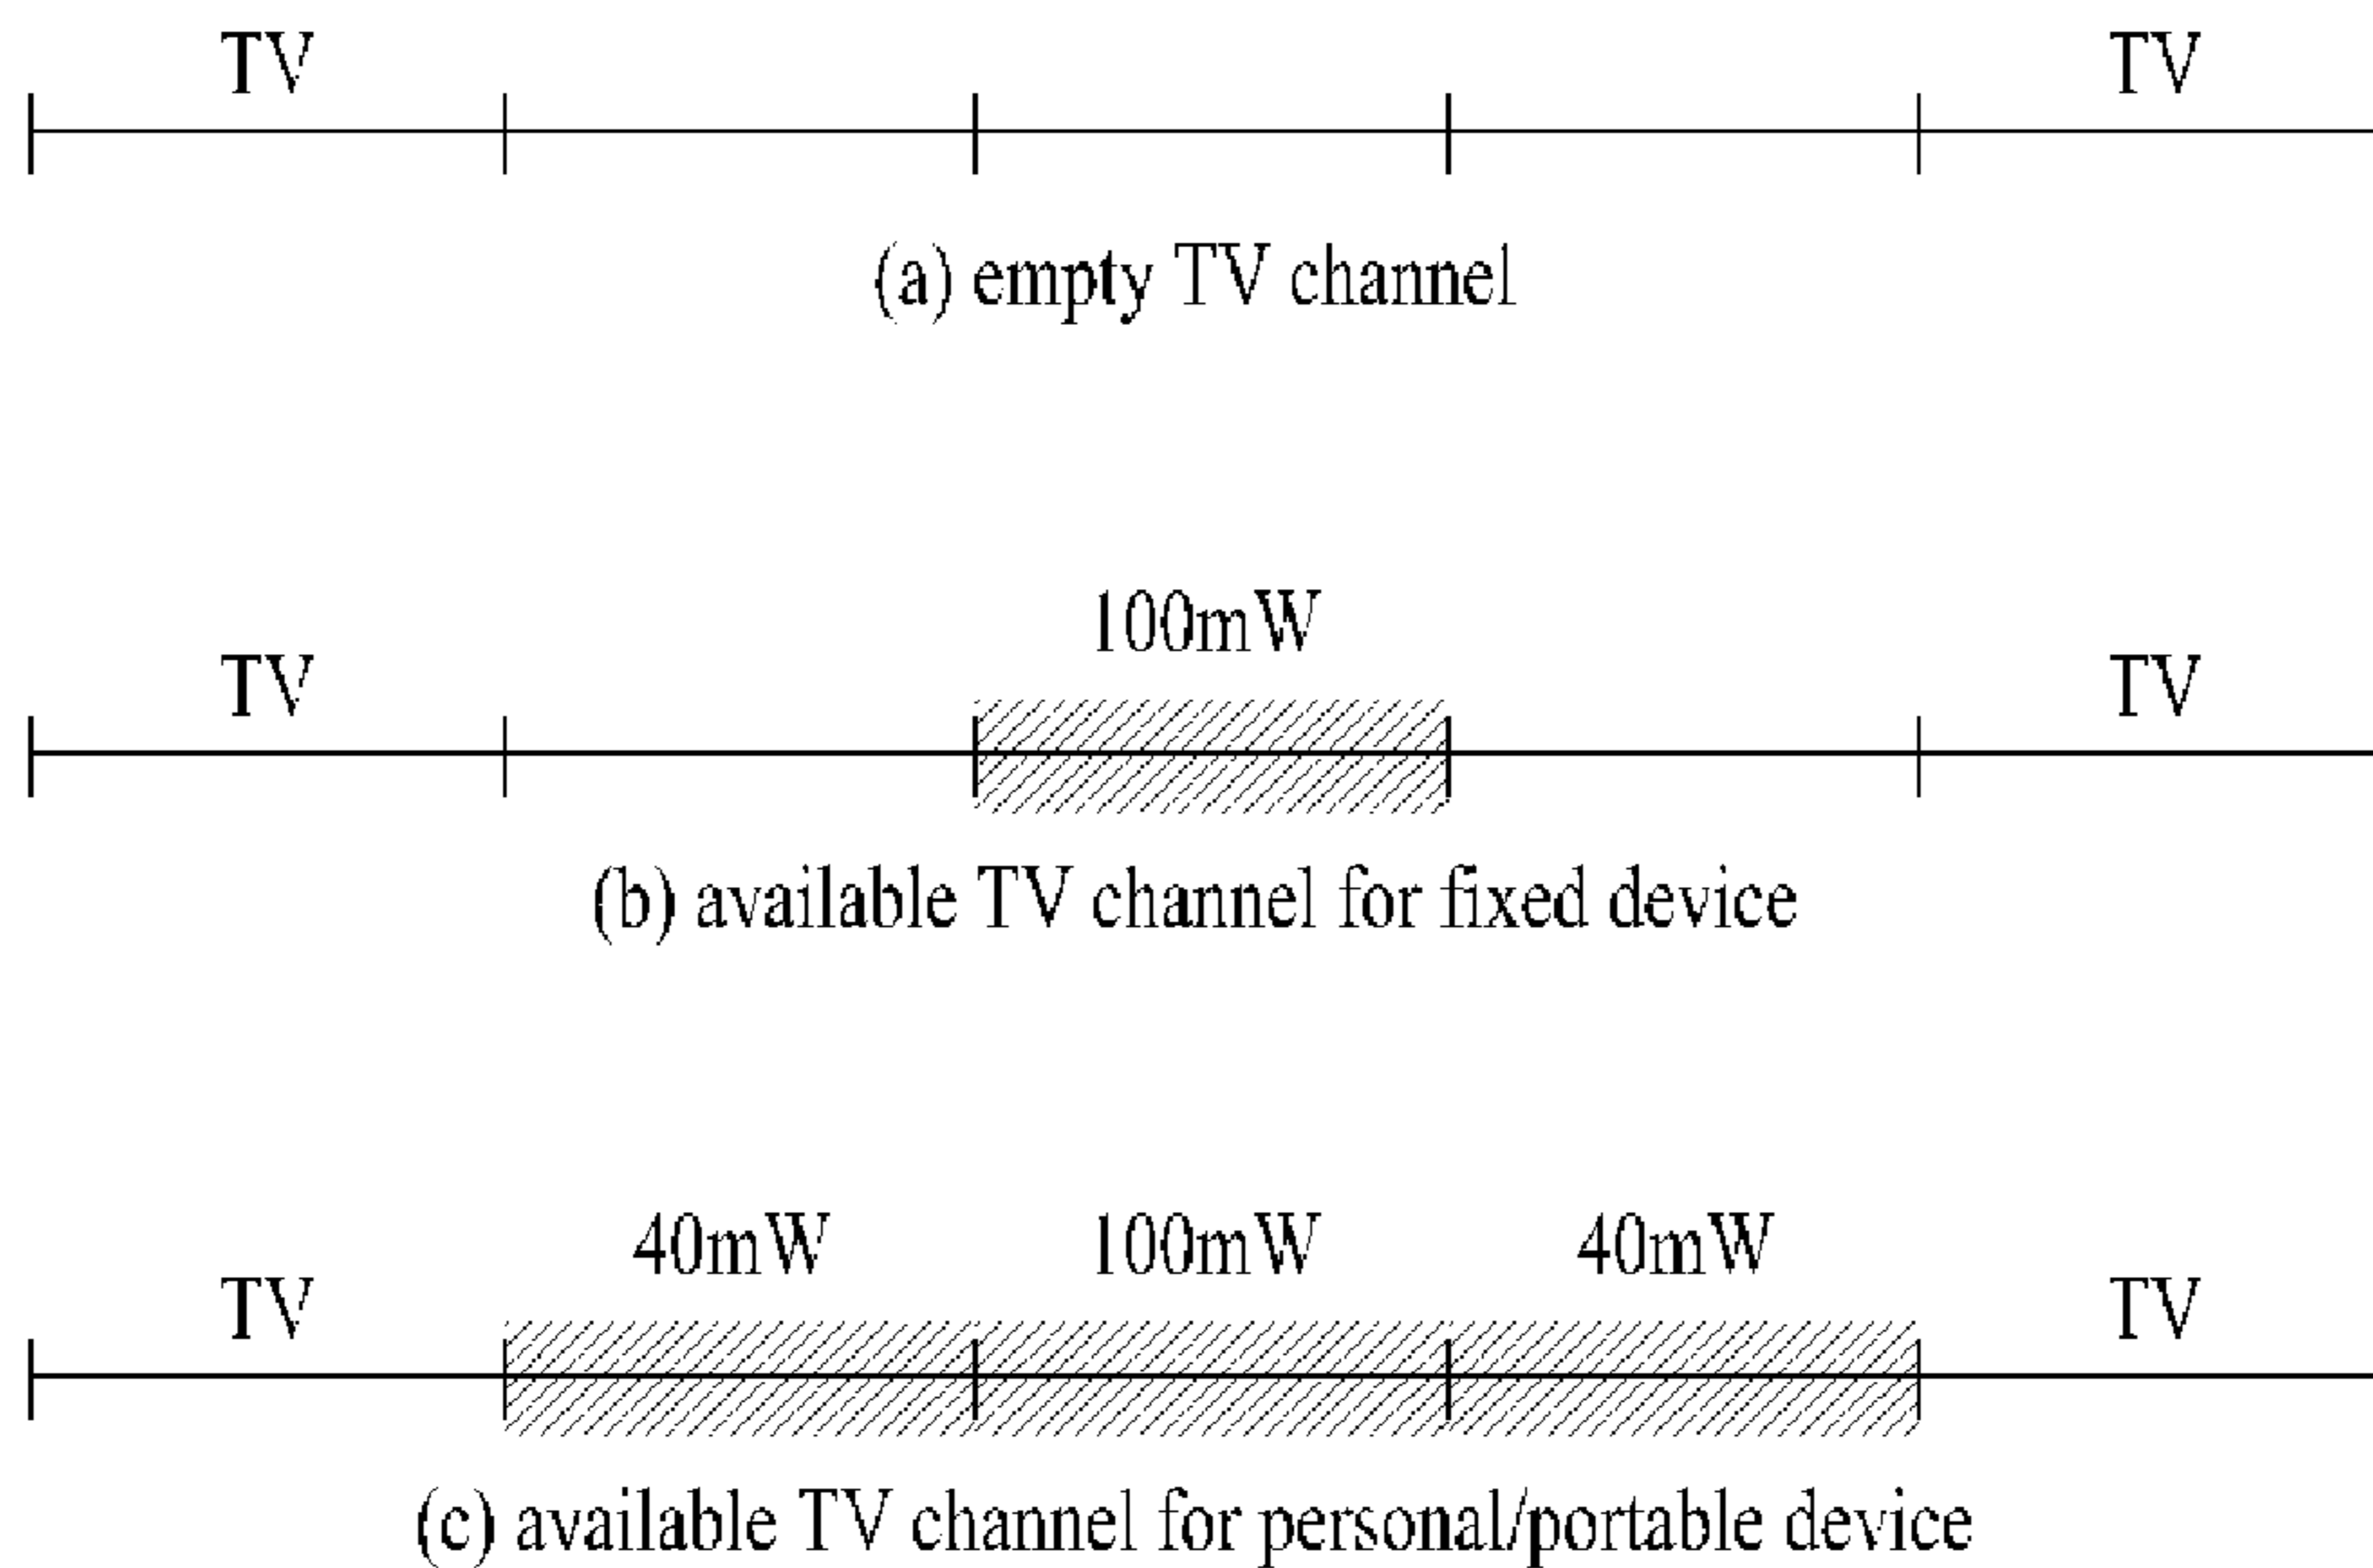 TV TV
(a) empty TV channel
100mW
TV TV
(b) available TV channel for fixed device
40mW 100mW 40mW
TV TV
(c) available TV channel for personal/portable device